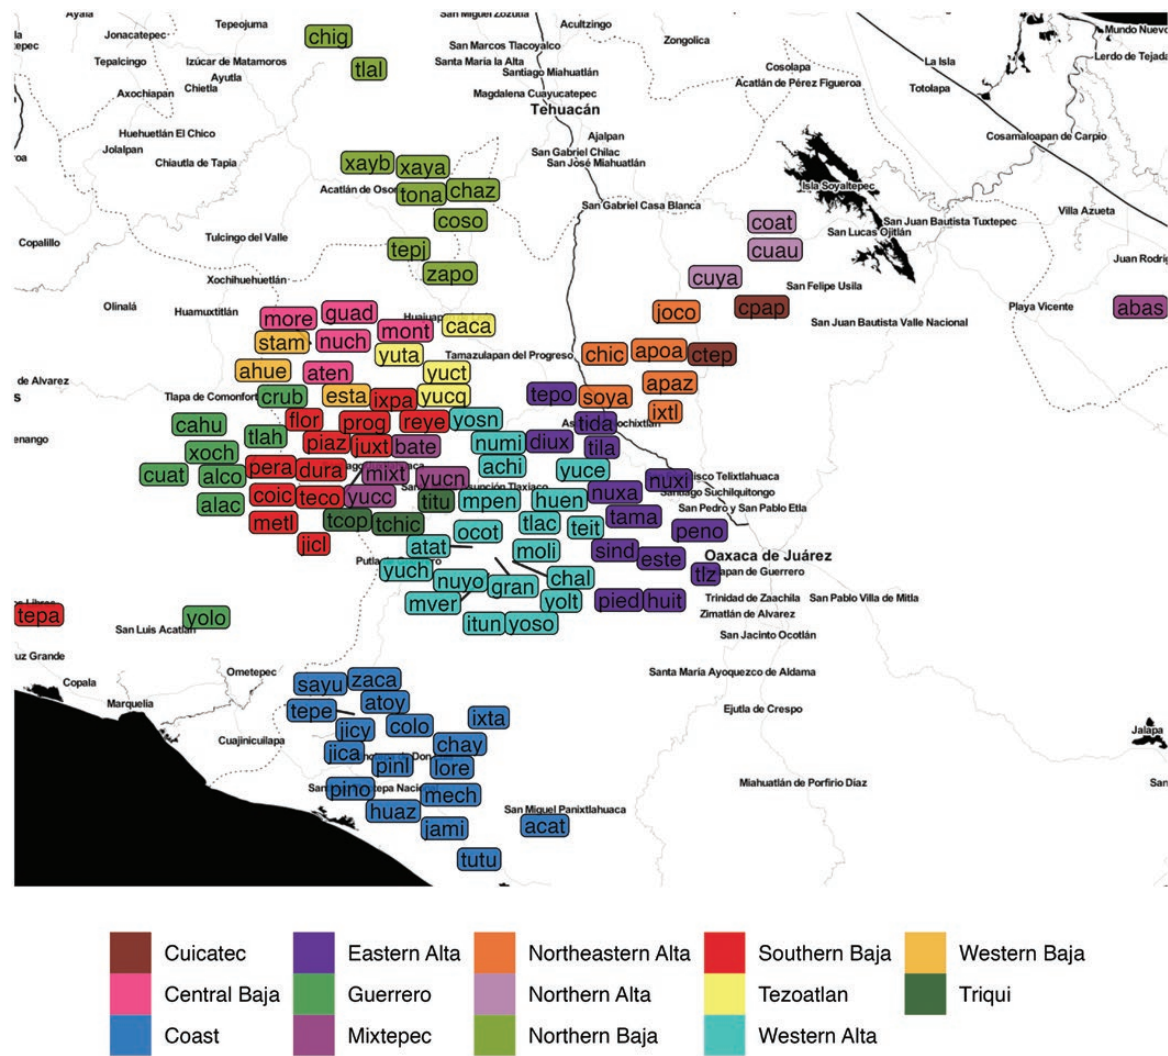 Ayala
Tepeojuma
San Miguel Zozutla
Acultzingo
Mundo Nuevo
Jonacatepec
chig
San Marcos Tlacoyalco
Zongolica
La Isla
Lerdo de Tejada
Tepalcingo
Izúcar de Matamoros
Santa María la Alta
Cosolapa
tlal
Ayutla
Santiago Miahuatlán
Acatlán de Pérez Figueroa
Totolapa
Axochiapan
Chietla
Magdalena Cuayucatepec
Tehuacán
Huehuetlán El Chico
Ajalpan
Cosamaloapan de Carpio
Jolalpan
Chiautla de Tapia
xayb
xaya
San Gabriel Chilac
San José Miahuatlán
Acatlán de Osor
tona
chaz
Isla Soyaltepec
San Gabriel Casa Blanca
coso
coat
San Juan Bautista Tuxtepec
Villa Azueta
San Lucas Ojitlán
Copalillo
Tulcingo del Valle
tepj
cuau
Juan Rodríg
zapo
cuya
Xochihuehuetlán
San Felipe Usila
Olinalá
Huamuxtitlán
more
guad
joco
cpap
Playa Vicente
abas
mont
caca
San Juan Bautista Valle Nacional
stam
nuch
yuta
Tamazulapan del Progreso
chic
apoa
ctep
ahue
aten
yuct
de Alvarez
Tlapa de Comonfort
crub
esta
ixpa
yucq
tepo
soya
apaz
ixtl
cahu
flor
prog
reye
yosn
tida
enango
tlah
piaz
juxt
bate
numi
diux
tila
xoch
cuat
alco
pera
dura
mixt
yucn
achi
yuce
nuxi
isco Telixtlahuaca
alac
coic
teco
yucc
titu
mpen
huen
nuxa
Santiago Suchilquitongo
San Pedro y San Pablo Etla
metl
tcop
tchic
ocot
tlac
teit
tama
peno
jicl
atat
moli
sind
este
Oaxaca de Juárez
yuch
nuyo
gran
chal
tlz
apan de Guerrero
mver
yolt
pied
huit
Trinidad de Zaachila
San Pablo Villa de Mitla
tepa
San Luis Acatlán
yolo
itun
yoso
Zimatlán de Alvarez
San Jacinto Ocotlán
uz Grande
Copala
Ometepec
sayu
zaca
Santa María Ayoquezco de Aldama
Marquelia
tepe
atoy
ixta
Ejutla de Crespo
Cuajinicuilapa
jicy
colo
chay
Jalapa
jica
pinl
lore
pino
mech
Miahuatlán de Porfirio Díaz
San
huaz
jami
San Miguel Panixtlahuaca
acat
tutu
Cuicatec
Eastern Alta
Northeastern Alta
Southern Baja
Western Baja
Central Baja
Guerrero
Northern Alta
Tezoatlan
Triqui
Coast
Mixtepec
Northern Baja
Western Alta